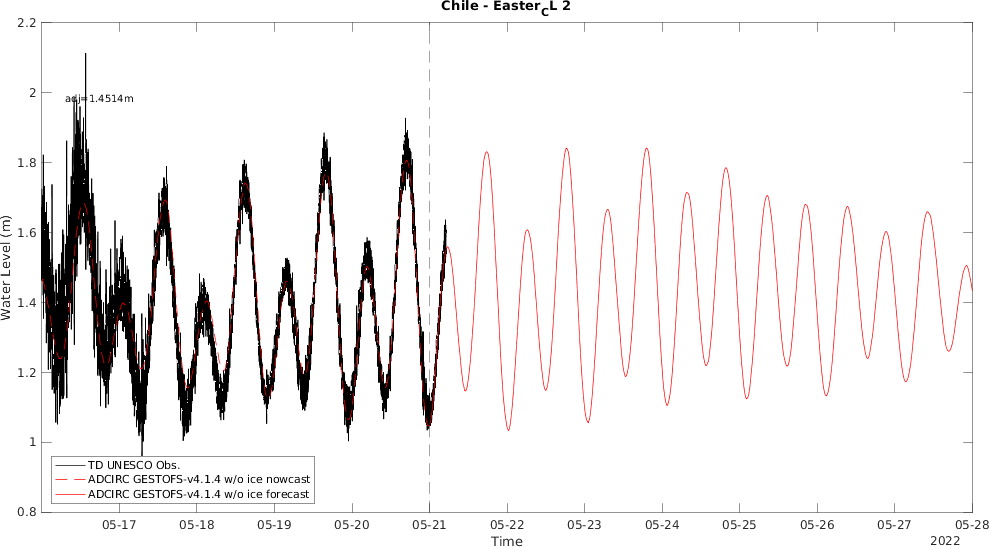 Chile - Easter_CL 2
2.2
2
1.8
1.6
1.4
1.2
1
0.8
Water Level (m)
adj=1.4514m
TD UNESCO Obs.
ADCIRC GESTOFS-v4.1.4 w/o ice nowcast
ADCIRC GESTOFS-v4.1.4 w/o ice forecast
05-17 05-18 05-19 05-20 05-21 05-22 05-23 05-24 05-25 05-26 05-27 05-28
Time
2022